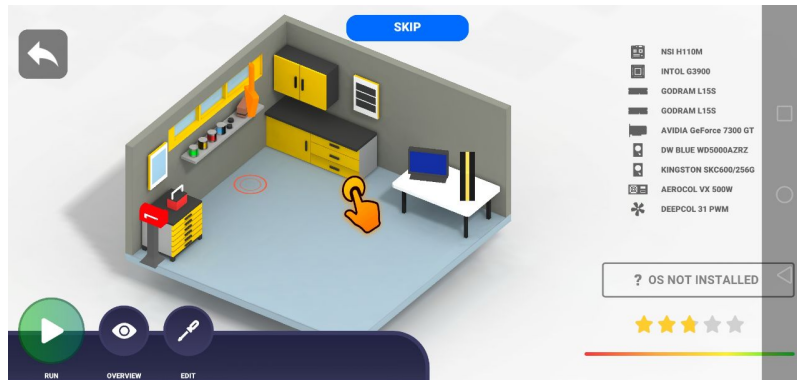 SKIP
NSI H110M
INTOL G3900
GODRAM L15S
GODRAM L15S
AVIDIA GeForce 7300 GT
DW BLUE WD5000AZRZ
KINGSTON SKC600/256G
AEROCOL VX 500W
DEEPCOL 31 PWM
? OS NOT INSTALLED
RUN
OVERVIEW
EDIT